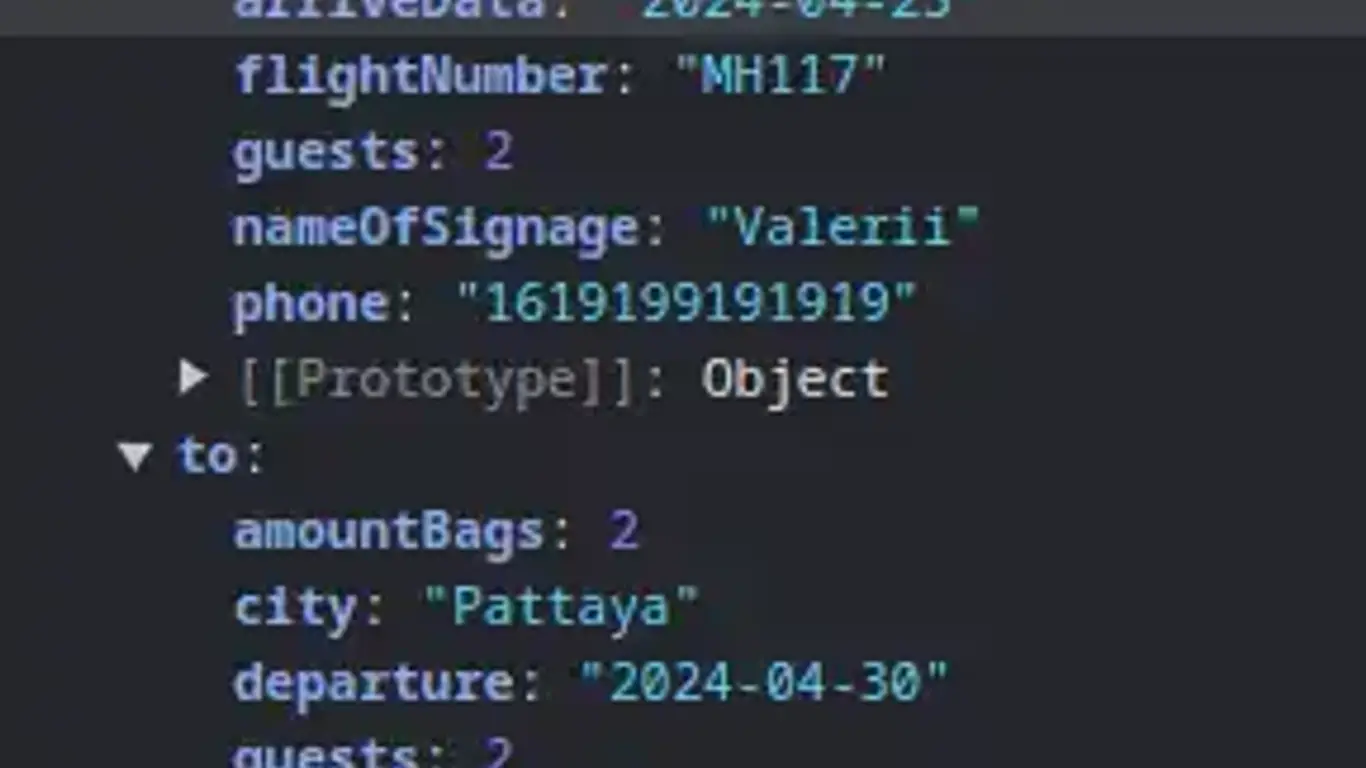 arriveData: "2024-04-25"
flightNumber: "MH117"
guests: 2
nameOfSignage: "Valerii"
phone: "1619199191919"
[[Prototype]]: Object
to:
amountBags: 2
city: "Pattaya"
departure: "2024-04-30"
guests: 2